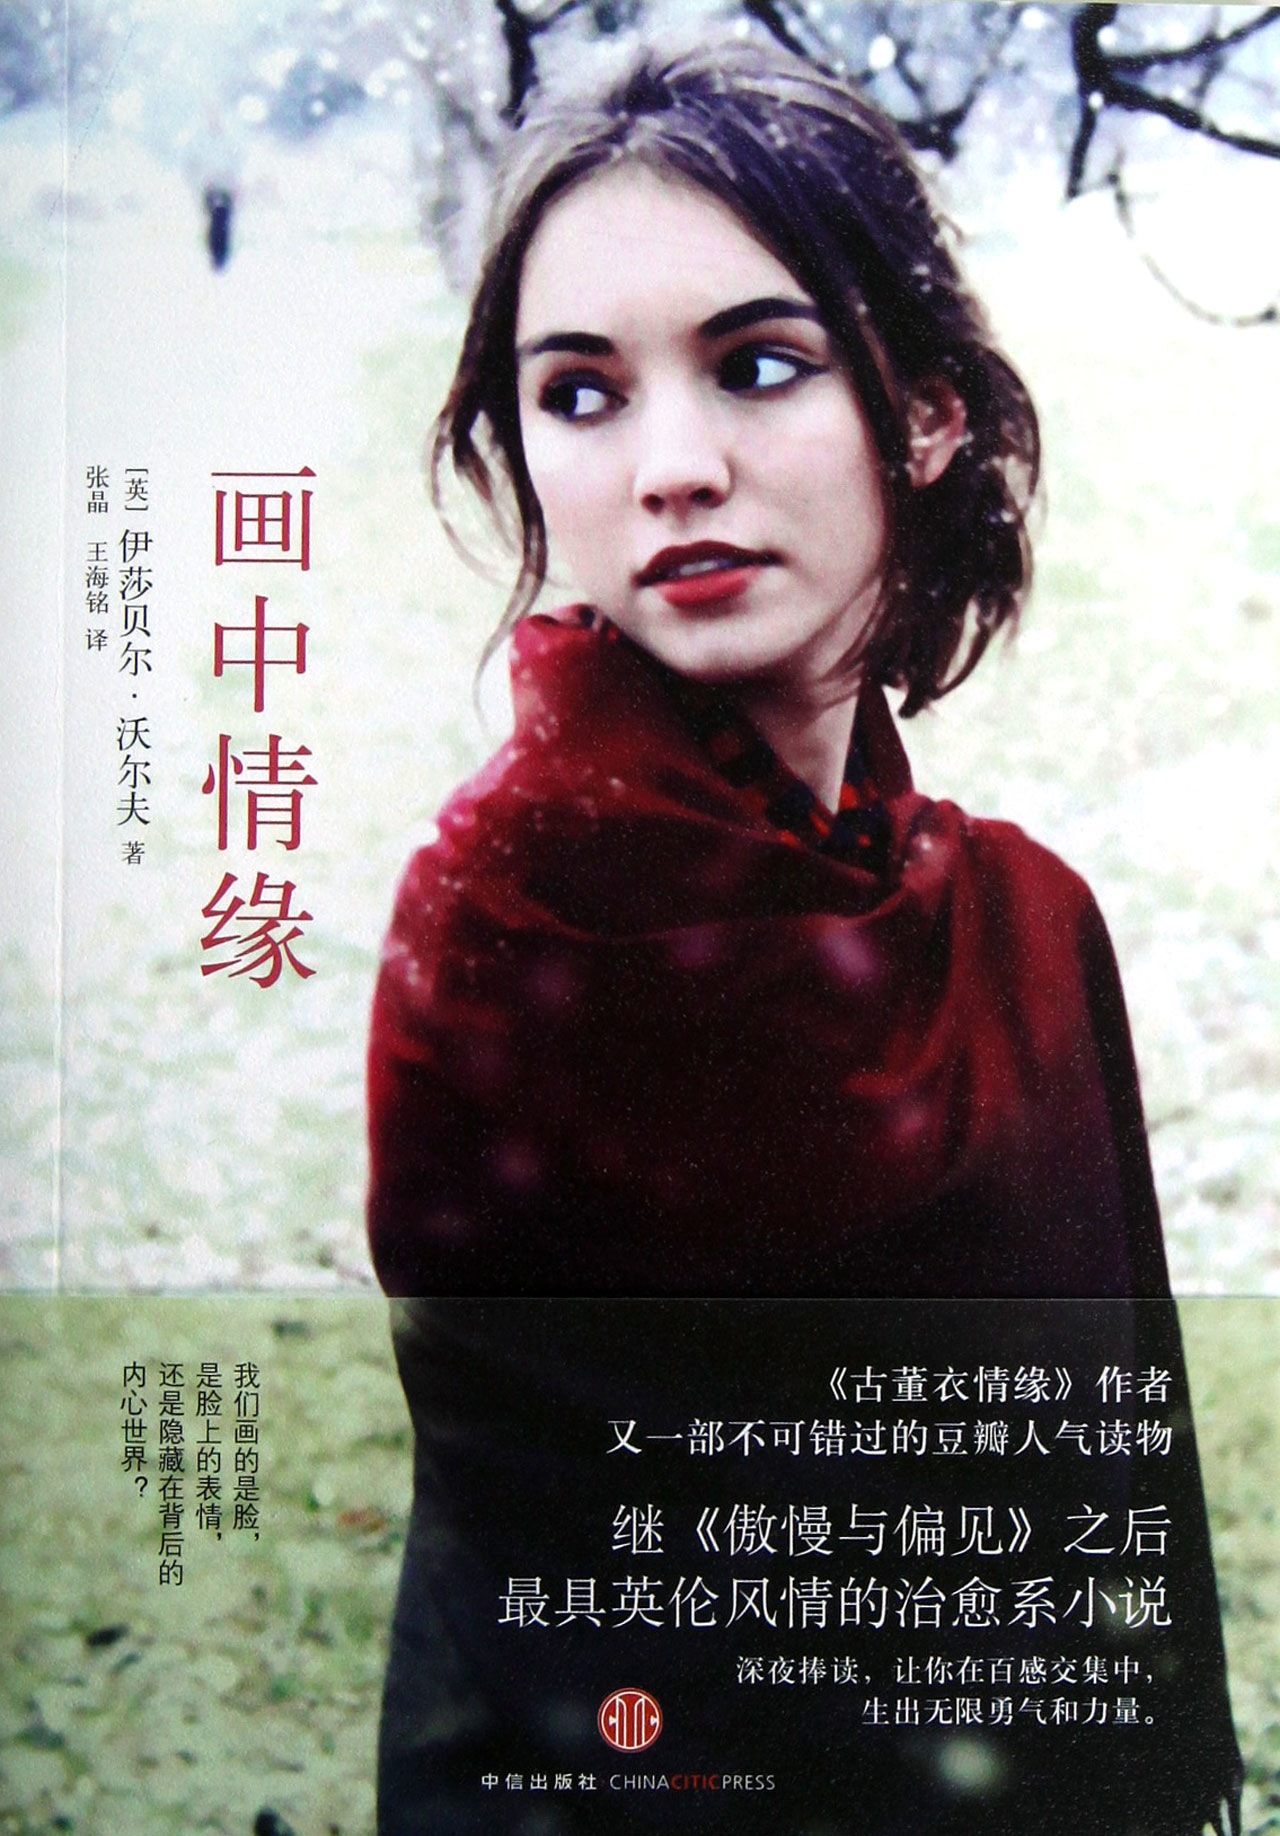 画中情缘
［英］伊莎贝尔·沃尔夫 著
张晶 王海铭 译
我们画的是脸，
是脸上的表情，
还是隐藏在背后的
内心世界？
《古董衣情缘》作者
又一部不可错过的豆瓣人气读物
继《傲慢与偏见》之后
最具英伦风情的治愈系小说
深夜捧读，让你在百感交集中，
生出无限勇气和力量。
中信出版社·CHINACITICPRESS